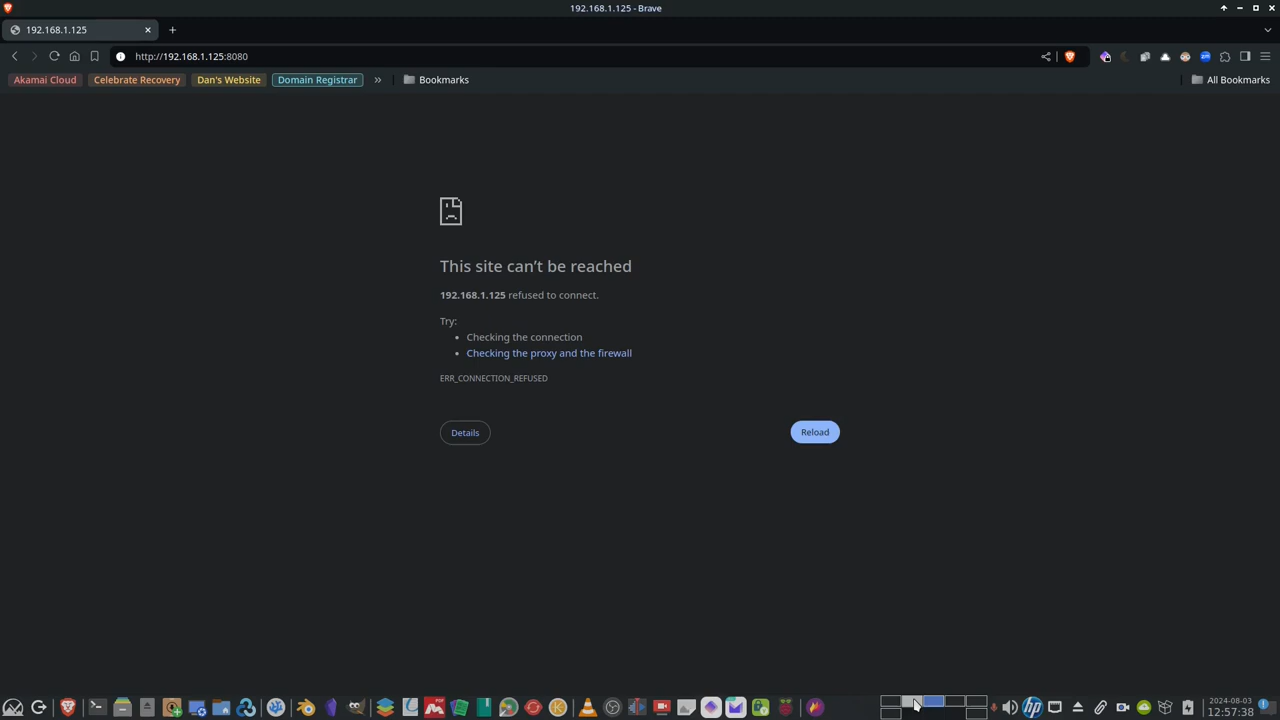 192.168.1.125 - Brave
192.168.1.125
http://192.168.1.125:8080
Akamai Cloud
Celebrate Recovery
Dan's Website
Domain Registrar
»
Bookmarks
All Bookmarks
This site can't be reached
192.168.1.125 refused to connect.
Try:
• Checking the connection
• Checking the proxy and the firewall
ERR_CONNECTION_REFUSED
Details
Reload
2024-08-03
12:57:38